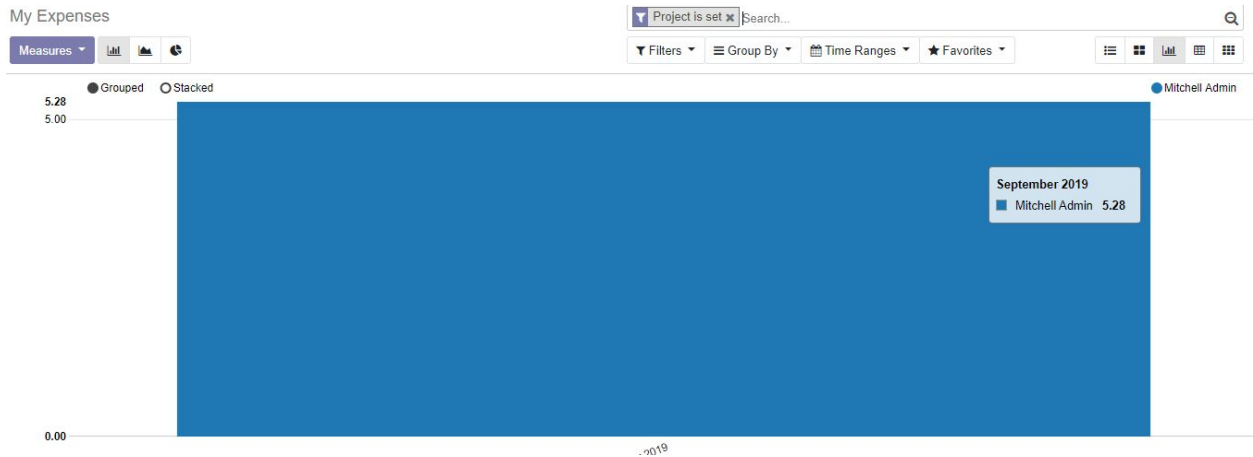 My Expenses
Project is set × Search...
Measures
Filters Group By Time Ranges Favorites
Grouped Stacked
Mitchell Admin
5.28
5.00
September 2019
Mitchell Admin 5.28
0.00
2019